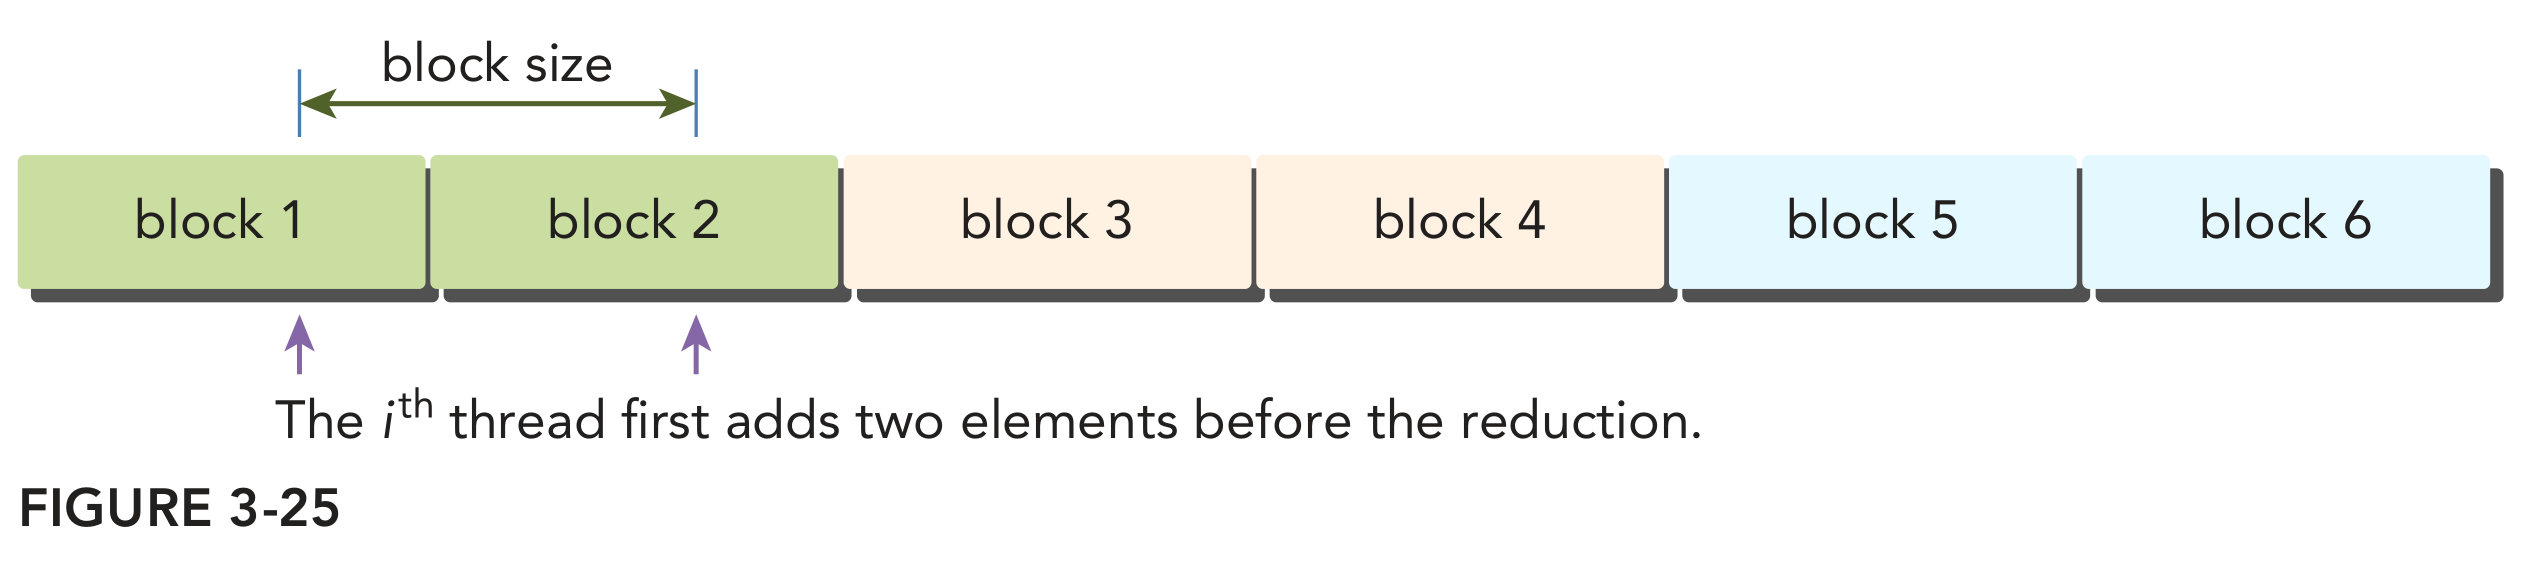 block size
block 1 block 2 block 3 block 4 block 5 block 6
The iᵗʰ thread first adds two elements before the reduction.
FIGURE 3-25